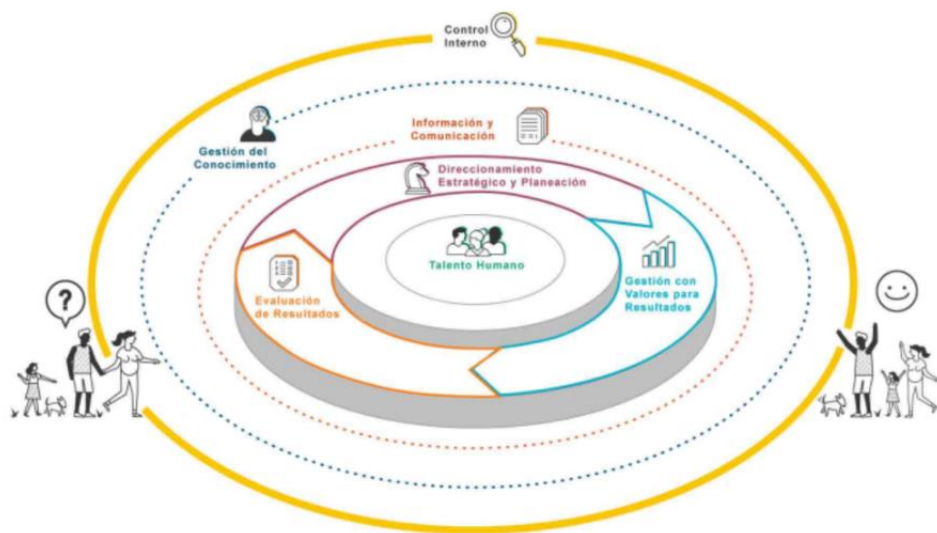 Control
Interno
Información y
Comunicación
Gestión del
Conocimiento
Direccionamiento
Estratégico y Planeación
Talento Humano
Evaluación
de Resultados
Gestión con
Valores para
Resultados
?